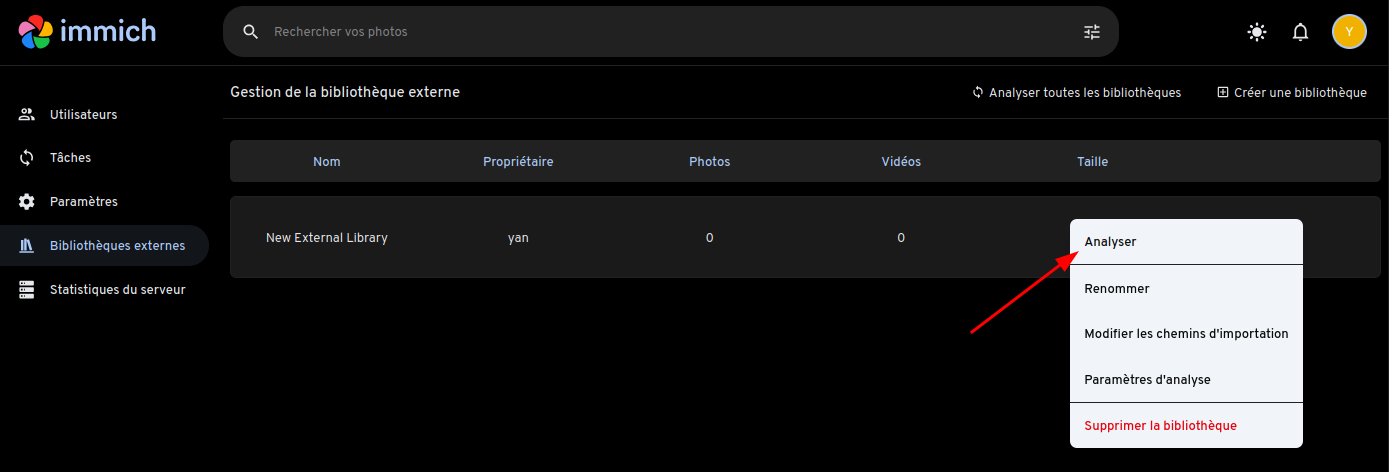 immich
Rechercher vos photos
Y
Gestion de la bibliothèque externe
Analyser toutes les bibliothèques
Créer une bibliothèque
Utilisateurs
Tâches
Paramètres
Bibliothèques externes
Statistiques du serveur
Nom Propriétaire Photos Vidéos Taille
New External Library yan 0 0
Analyser
Renommer
Modifier les chemins d'importation
Paramètres d'analyse
Supprimer la bibliothèque